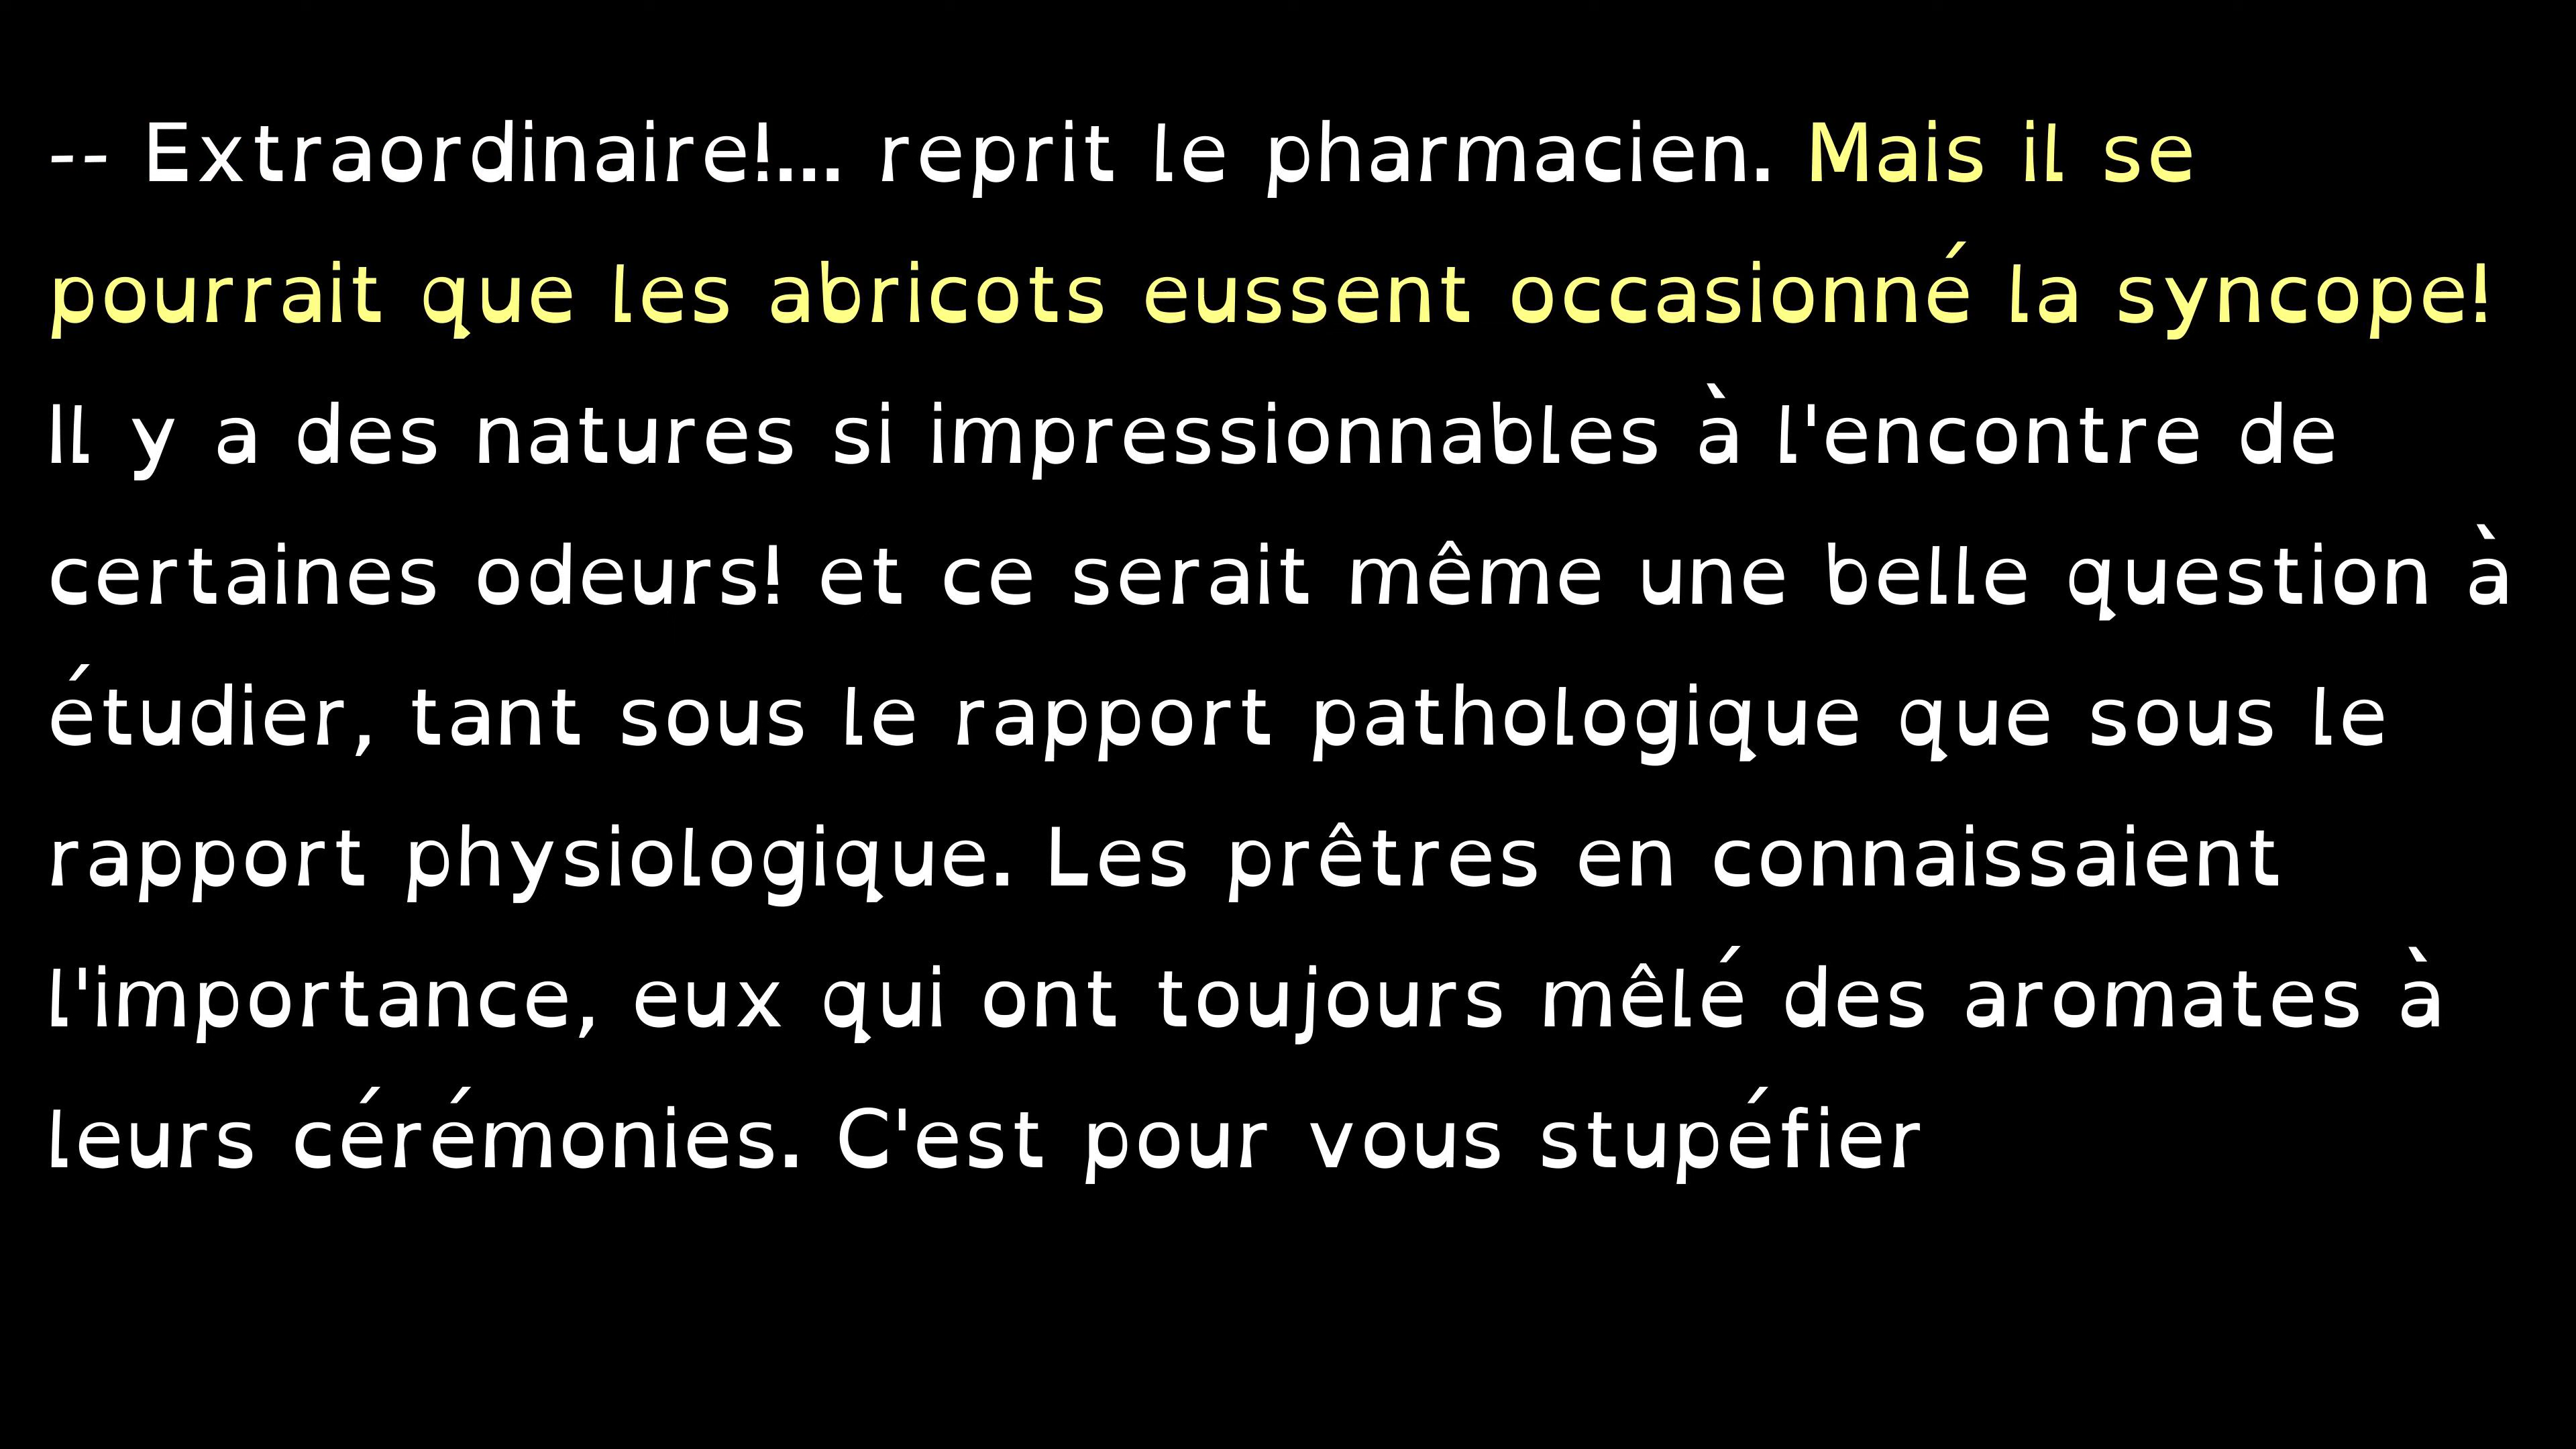 -- Extraordinaire!... reprit le pharmacien. Mais il se
pourrait que les abricots eussent occasionné la syncope!
Il y a des natures si impressionnables à l'encontre de
certaines odeurs! et ce serait même une belle question à
étudier, tant sous le rapport pathologique que sous le
rapport physiologique. Les prêtres en connaissaient
l'importance, eux qui ont toujours mêlé des aromates à
leurs cérémonies. C'est pour vous stupéfier